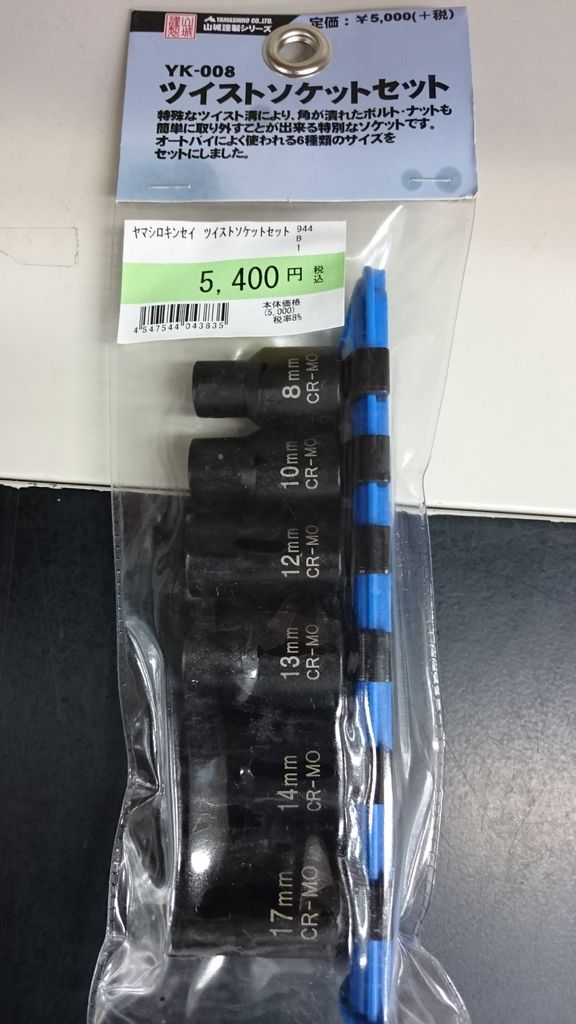 謹製 山城
YAMASHIRO CO.,LTD.
山城謹製シリーズ
定価：￥5,000(＋税)
YK-008
ツイストソケットセット
特殊なツイスト溝により、角が潰れたボルト・ナットも
簡単に取り外すことが出来る特別なソケットです。
オートバイによく使われる6種類のサイズを
セットにしました。
ヤマシロキンセイ ツイストソケットセット
944
8
1
5,400円 税込
本体価格
(5,000)
税率8%
4 547544 043835
8mm
CR-MO
10mm
CR-MO
12mm
CR-MO
13mm
CR-MO
14mm
CR-MO
17mm
CR-MO